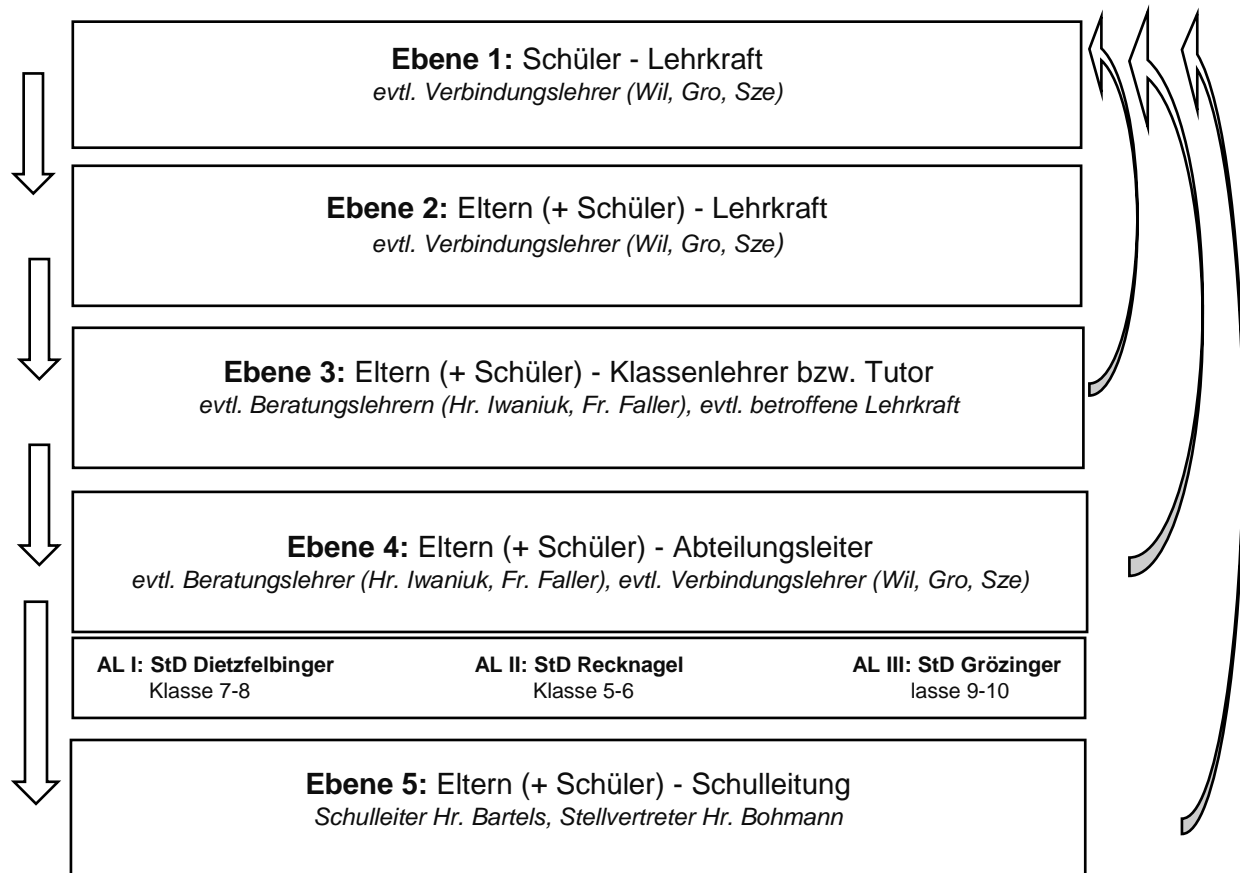 Ebene 1: Schüler - Lehrkraft
evtl. Verbindungslehrer (Wil, Gro, Sze)
Ebene 2: Eltern (+ Schüler) - Lehrkraft
evtl. Verbindungslehrer (Wil, Gro, Sze)
Ebene 3: Eltern (+ Schüler) - Klassenlehrer bzw. Tutor
evtl. Beratungslehrern (Hr. Iwaniuk, Fr. Faller), evtl. betroffene Lehrkraft
Ebene 4: Eltern (+ Schüler) - Abteilungsleiter
evtl. Beratungslehrer (Hr. Iwaniuk, Fr. Faller), evtl. Verbindungslehrer (Wil, Gro, Sze)
AL I: StD Dietzfelbinger AL II: StD Recknagel AL III: StD Grözinger
Klasse 7-8 Klasse 5-6 lasse 9-10
Ebene 5: Eltern (+ Schüler) - Schulleitung
Schulleiter Hr. Bartels, Stellvertreter Hr. Bohmann